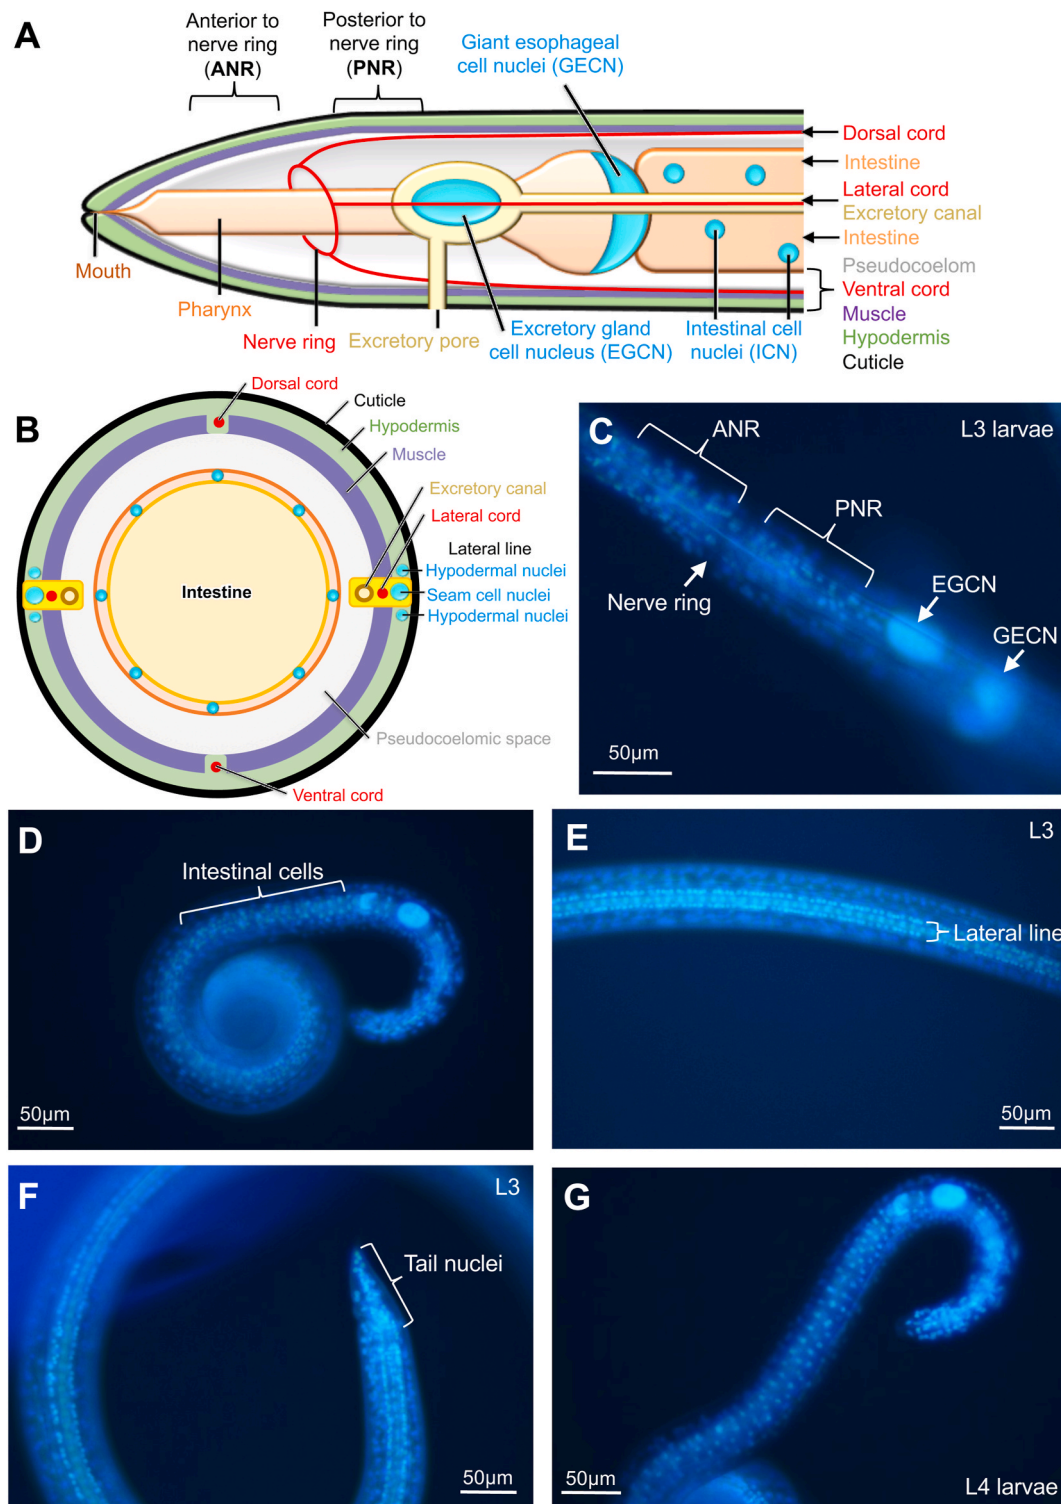 A
Anterior to
nerve ring
(ANR)
Posterior to
nerve ring
(PNR)
Giant esophageal
cell nuclei (GECN)
Dorsal cord
Intestine
Lateral cord
Excretory canal
Intestine
Pseudocoelom
Ventral cord
Muscle
Hypodermis
Cuticle
Mouth
Pharynx
Nerve ring
Excretory pore
Excretory gland
cell nucleus (EGCN)
Intestinal cell
nuclei (ICN)
B
Dorsal cord
Cuticle
Hypodermis
Muscle
Excretory canal
Lateral cord
Lateral line
Hypodermal nuclei
Seam cell nuclei
Hypodermal nuclei
Intestine
Pseudocoelomic space
Ventral cord
C
L3 larvae
ANR
PNR
Nerve ring
EGCN
GECN
50µm
D
Intestinal cells
50µm
E
L3
Lateral line
50µm
F
L3
Tail nuclei
50µm
G
50µm
L4 larvae